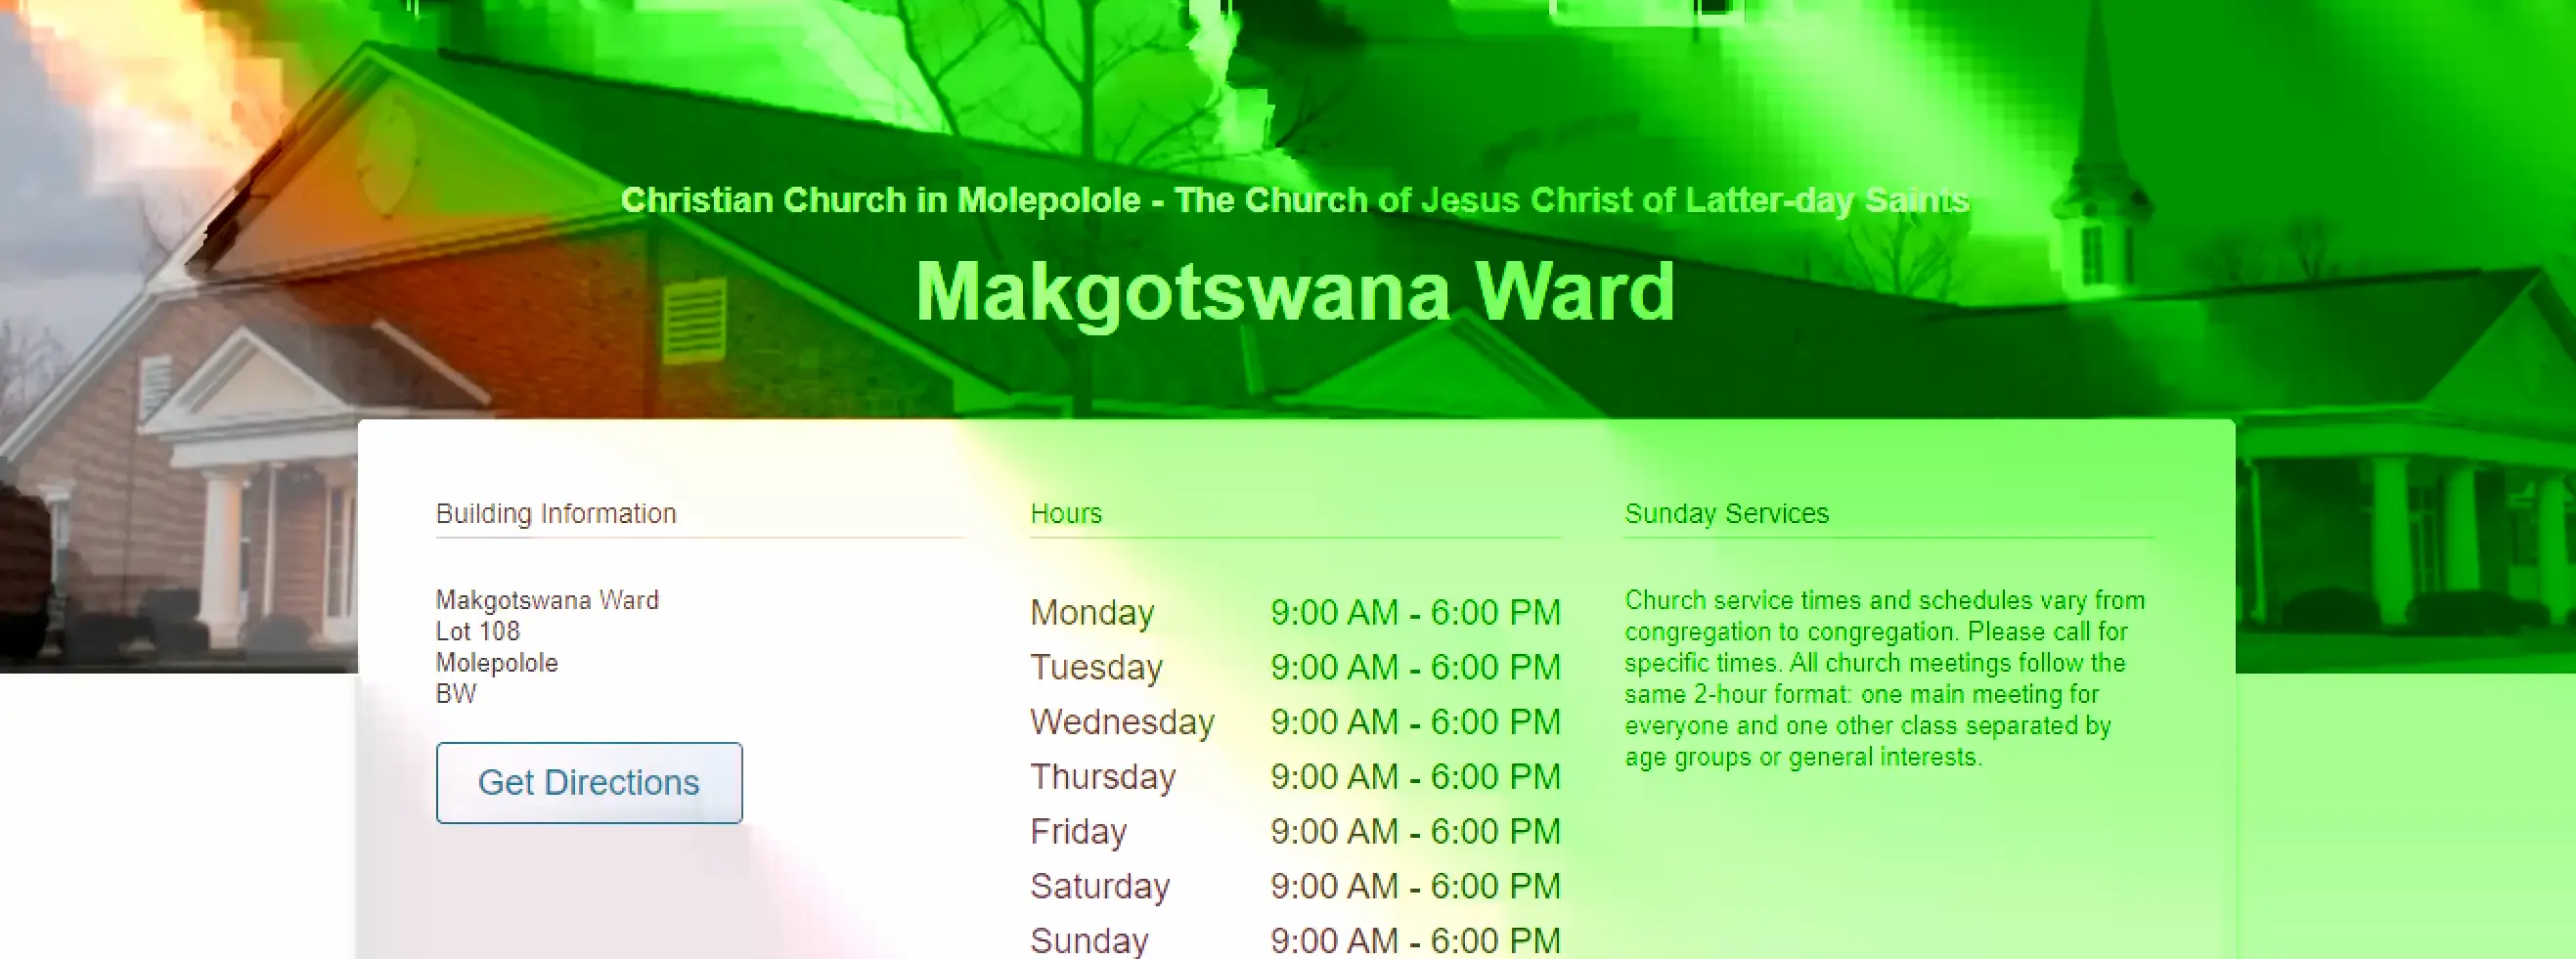 Christian Church in Molepolole - The Church of Jesus Christ of Latter-day Saints
Makgotswana Ward
Building Information
Makgotswana Ward
Lot 108
Molepolole
BW
Get Directions
Hours
Monday 9:00 AM - 6:00 PM
Tuesday 9:00 AM - 6:00 PM
Wednesday 9:00 AM - 6:00 PM
Thursday 9:00 AM - 6:00 PM
Friday 9:00 AM - 6:00 PM
Saturday 9:00 AM - 6:00 PM
Sunday 9:00 AM - 6:00 PM
Sunday Services
Church service times and schedules vary from
congregation to congregation. Please call for
specific times. All church meetings follow the
same 2-hour format: one main meeting for
everyone and one other class separated by
age groups or general interests.